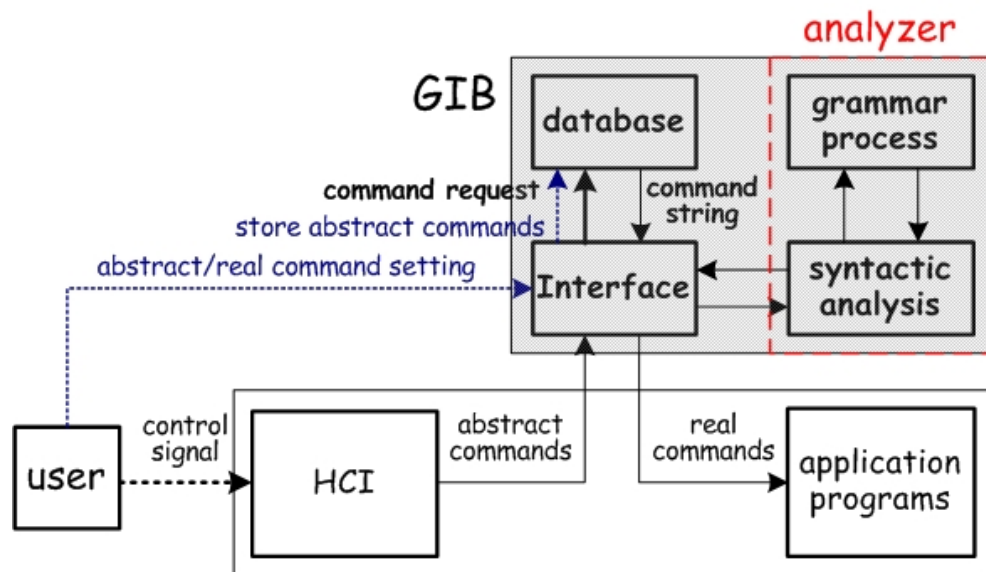 analyzer
GIB
database
grammar
process
command request
command
string
store abstract commands
abstract/real command setting
Interface
syntactic
analysis
user
control
signal
HCI
abstract
commands
real
commands
application
programs